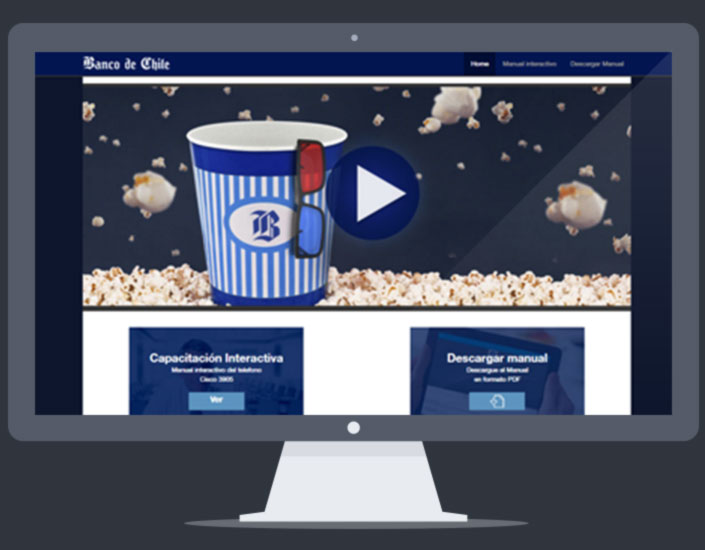 Banco de Chile
Home Manual interactivo Descargar Manual
B
Capacitación Interactiva
Manual interactivo del telefono
Cisco 3905
Ver
Descargar manual
Descargue el Manual
en formato PDF